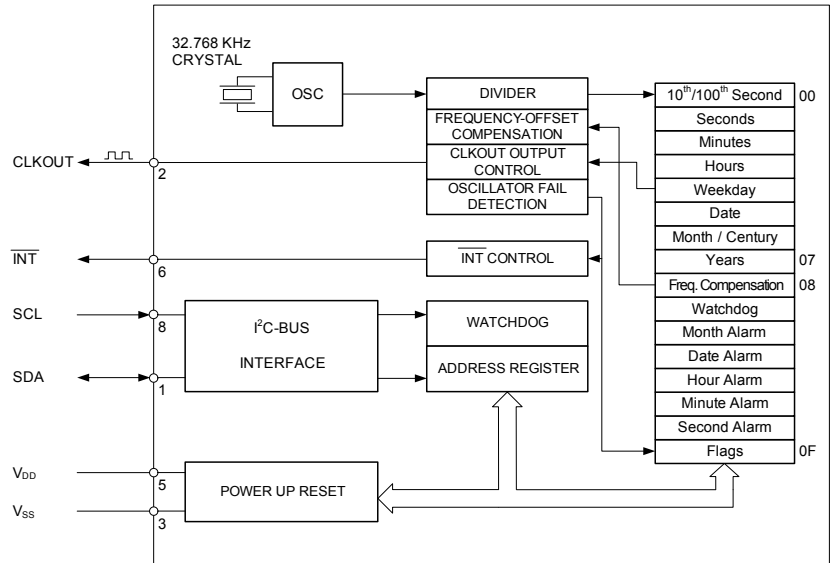 32.768 KHz
CRYSTAL
OSC
DIVIDER
FREQUENCY-OFFSET
COMPENSATION
CLKOUT OUTPUT
CONTROL
OSCILLATOR FAIL
DETECTION
CLKOUT
2
INT
6
INT CONTROL
SCL
8
SDA
1
I²C-BUS
INTERFACE
WATCHDOG
ADDRESS REGISTER
VDD
5
VSS
3
POWER UP RESET
10th/100th Second 00
Seconds
Minutes
Hours
Weekday
Date
Month / Century
Years 07
Freq. Compensation 08
Watchdog
Month Alarm
Date Alarm
Hour Alarm
Minute Alarm
Second Alarm
Flags 0F